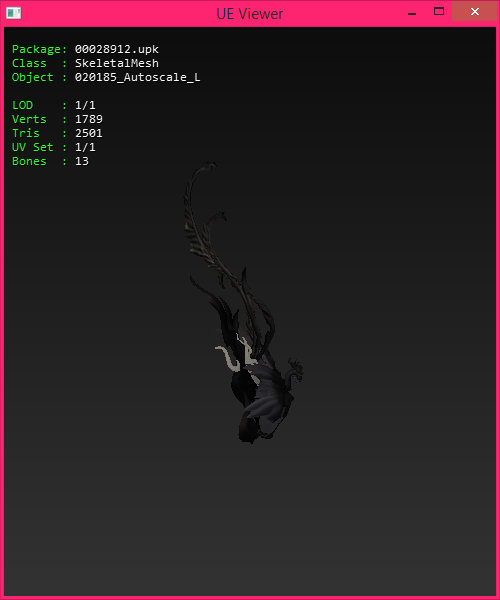 UE Viewer
Package: 00028912.upk
Class  : SkeletalMesh
Object : 020185_Autoscale_L
LOD    : 1/1
Verts  : 1789
Tris   : 2501
UV Set : 1/1
Bones  : 13